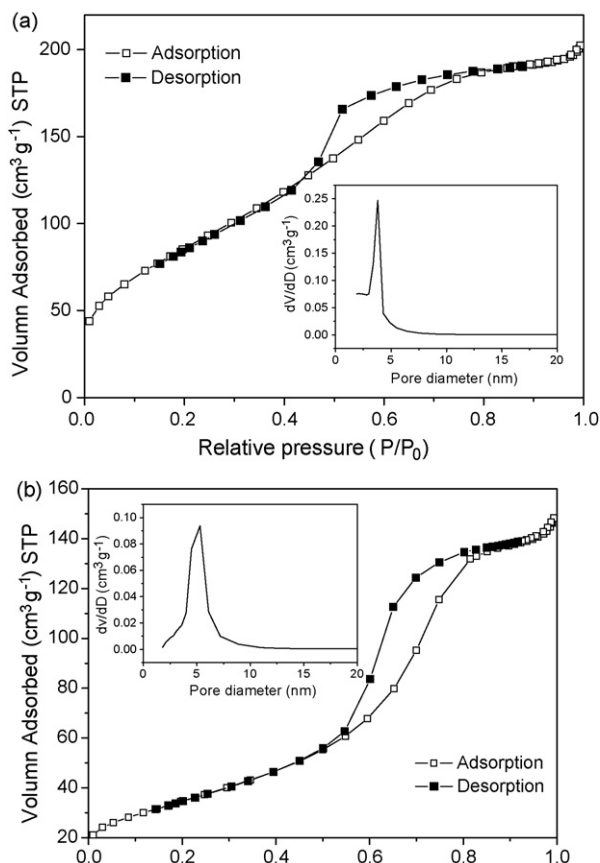 (a)
200
150
100
50
0
Volumn Adsorbed (cm³ g⁻¹) STP
Adsorption
Desorption
0.25
0.20
0.15
0.10
0.05
0.00
dV/dD (cm³ g⁻¹)
0 5 10 15 20
Pore diameter (nm)
0.0 0.2 0.4 0.6 0.8 1.0
Relative pressure ( P/P₀)
(b)
160
140
120
100
80
60
40
20
Volumn Adsorbed (cm³ g⁻¹) STP
0.10
0.08
0.06
0.04
0.02
0.00
dv/dD (cm³ g⁻¹)
0 5 10 15 20
Pore diameter (nm)
Adsorption
Desorption
0.0 0.2 0.4 0.6 0.8 1.0